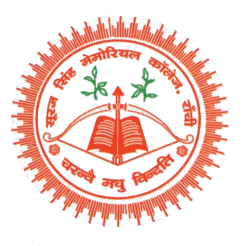 सूरज सिंह मेमोरियल कॉलेज, राँची
चरन्वै मधु विन्दति